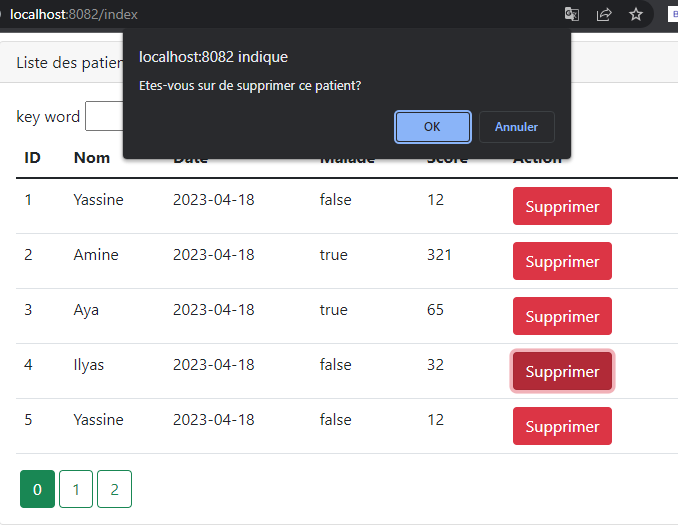 localhost:8082/index
localhost:8082 indique
Liste des patien
Etes-vous sur de supprimer ce patient?
key word
OK Annuler
ID Nom Date Malade Score Action
1 Yassine 2023-04-18 false 12 Supprimer
2 Amine 2023-04-18 true 321 Supprimer
3 Aya 2023-04-18 true 65 Supprimer
4 Ilyas 2023-04-18 false 32 Supprimer
5 Yassine 2023-04-18 false 12 Supprimer
0 1 2